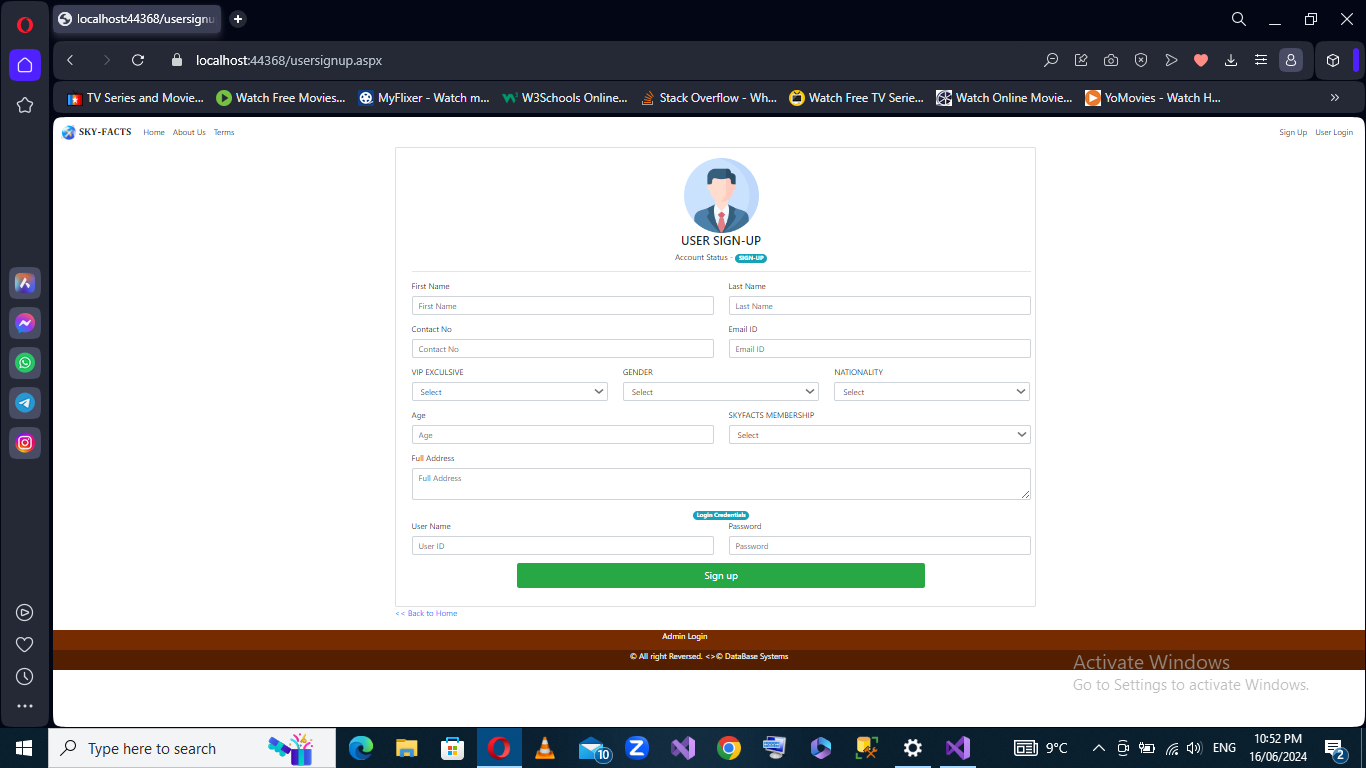 localhost:44368/usersignu
localhost:44368/usersignup.aspx
TV Series and Movie... Watch Free Movies... MyFlixer - Watch m... W3Schools Online... Stack Overflow - Wh... Watch Free TV Serie... Watch Online Movie... YoMovies - Watch H...
SKY-FACTS Home About Us Terms Sign Up User Login
USER SIGN-UP
Account Status - SIGN-UP
First Name Last Name
First Name Last Name
Contact No Email ID
Contact No Email ID
VIP EXCULSIVE GENDER NATIONALITY
Select Select Select
Age SKYFACTS MEMBERSHIP
Age Select
Full Address
Full Address
Login Credentials
User Name Password
User ID Password
Sign up
<< Back to Home
Admin Login
© All right Reversed. <>© DataBase Systems
Activate Windows
Go to Settings to activate Windows.
Type here to search 10 9°C ENG 10:52 PM
16/06/2024 2